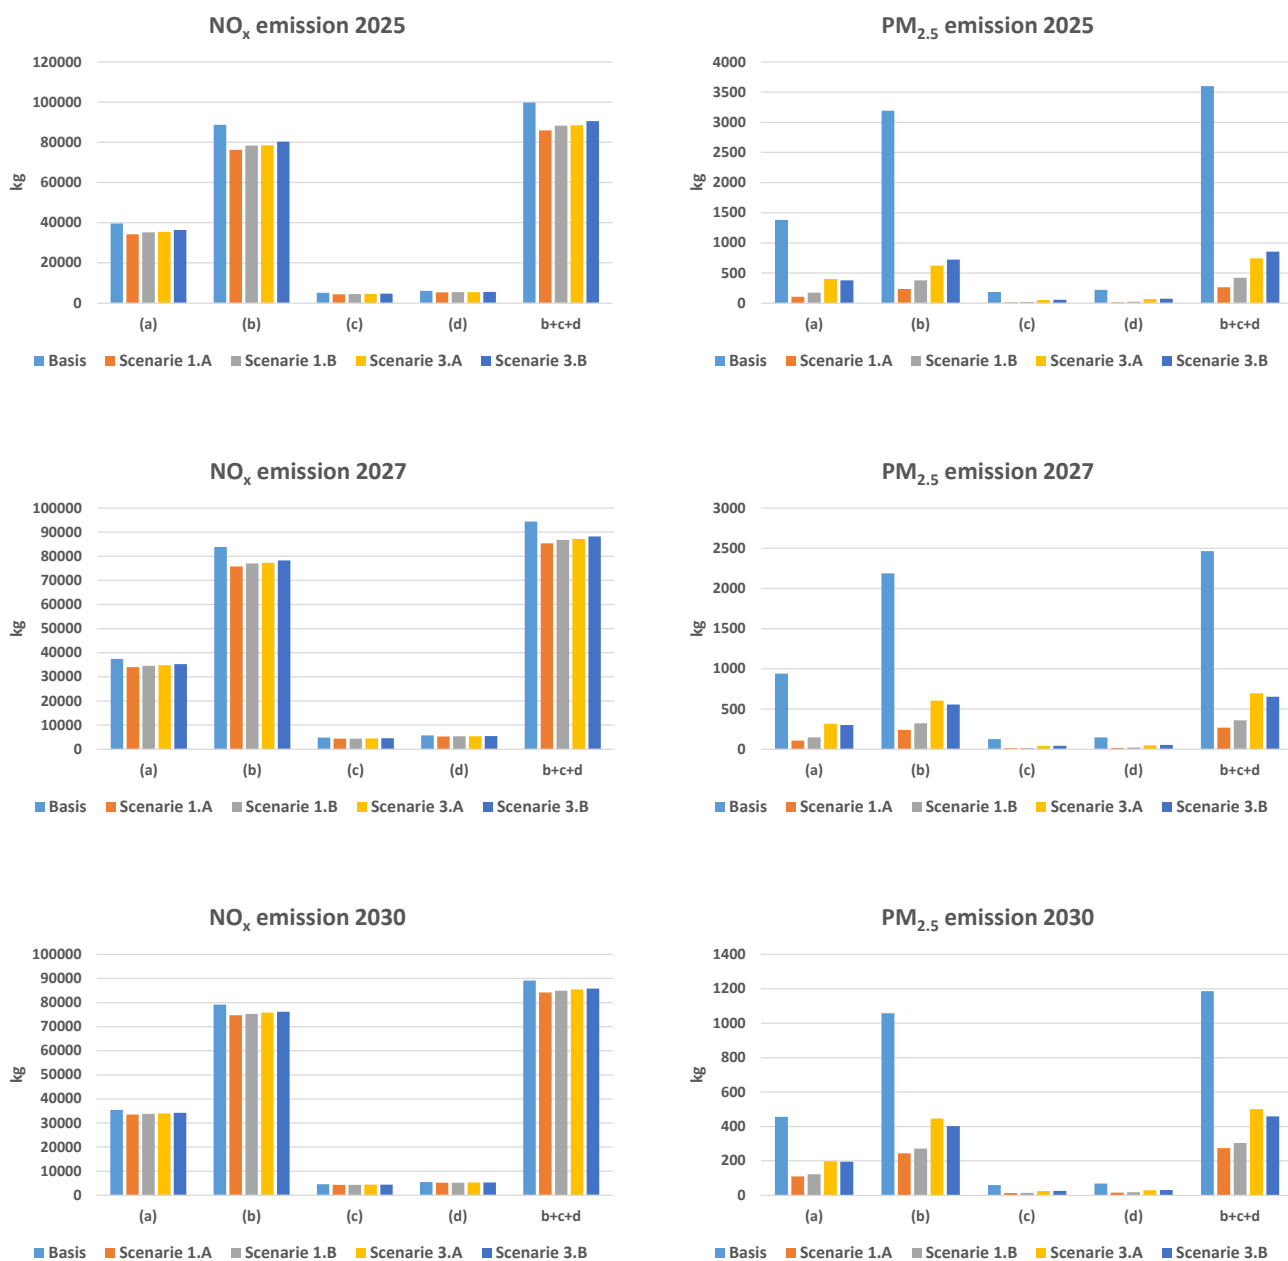 NOx emission 2025
120000
100000
80000
60000
40000
20000
0
kg
(a) (b) (c) (d) b+c+d
Basis Scenarie 1.A Scenarie 1.B Scenarie 3.A Scenarie 3.B
PM2.5 emission 2025
4000
3500
3000
2500
2000
1500
1000
500
0
kg
(a) (b) (c) (d) b+c+d
Basis Scenarie 1.A Scenarie 1.B Scenarie 3.A Scenarie 3.B
NOx emission 2027
100000
90000
80000
70000
60000
50000
40000
30000
20000
10000
0
kg
(a) (b) (c) (d) b+c+d
Basis Scenarie 1.A Scenarie 1.B Scenarie 3.A Scenarie 3.B
PM2.5 emission 2027
3000
2500
2000
1500
1000
500
0
kg
(a) (b) (c) (d) b+c+d
Basis Scenarie 1.A Scenarie 1.B Scenarie 3.A Scenarie 3.B
NOx emission 2030
100000
90000
80000
70000
60000
50000
40000
30000
20000
10000
0
kg
(a) (b) (c) (d) b+c+d
Basis Scenarie 1.A Scenarie 1.B Scenarie 3.A Scenarie 3.B
PM2.5 emission 2030
1400
1200
1000
800
600
400
200
0
kg
(a) (b) (c) (d) b+c+d
Basis Scenarie 1.A Scenarie 1.B Scenarie 3.A Scenarie 3.B